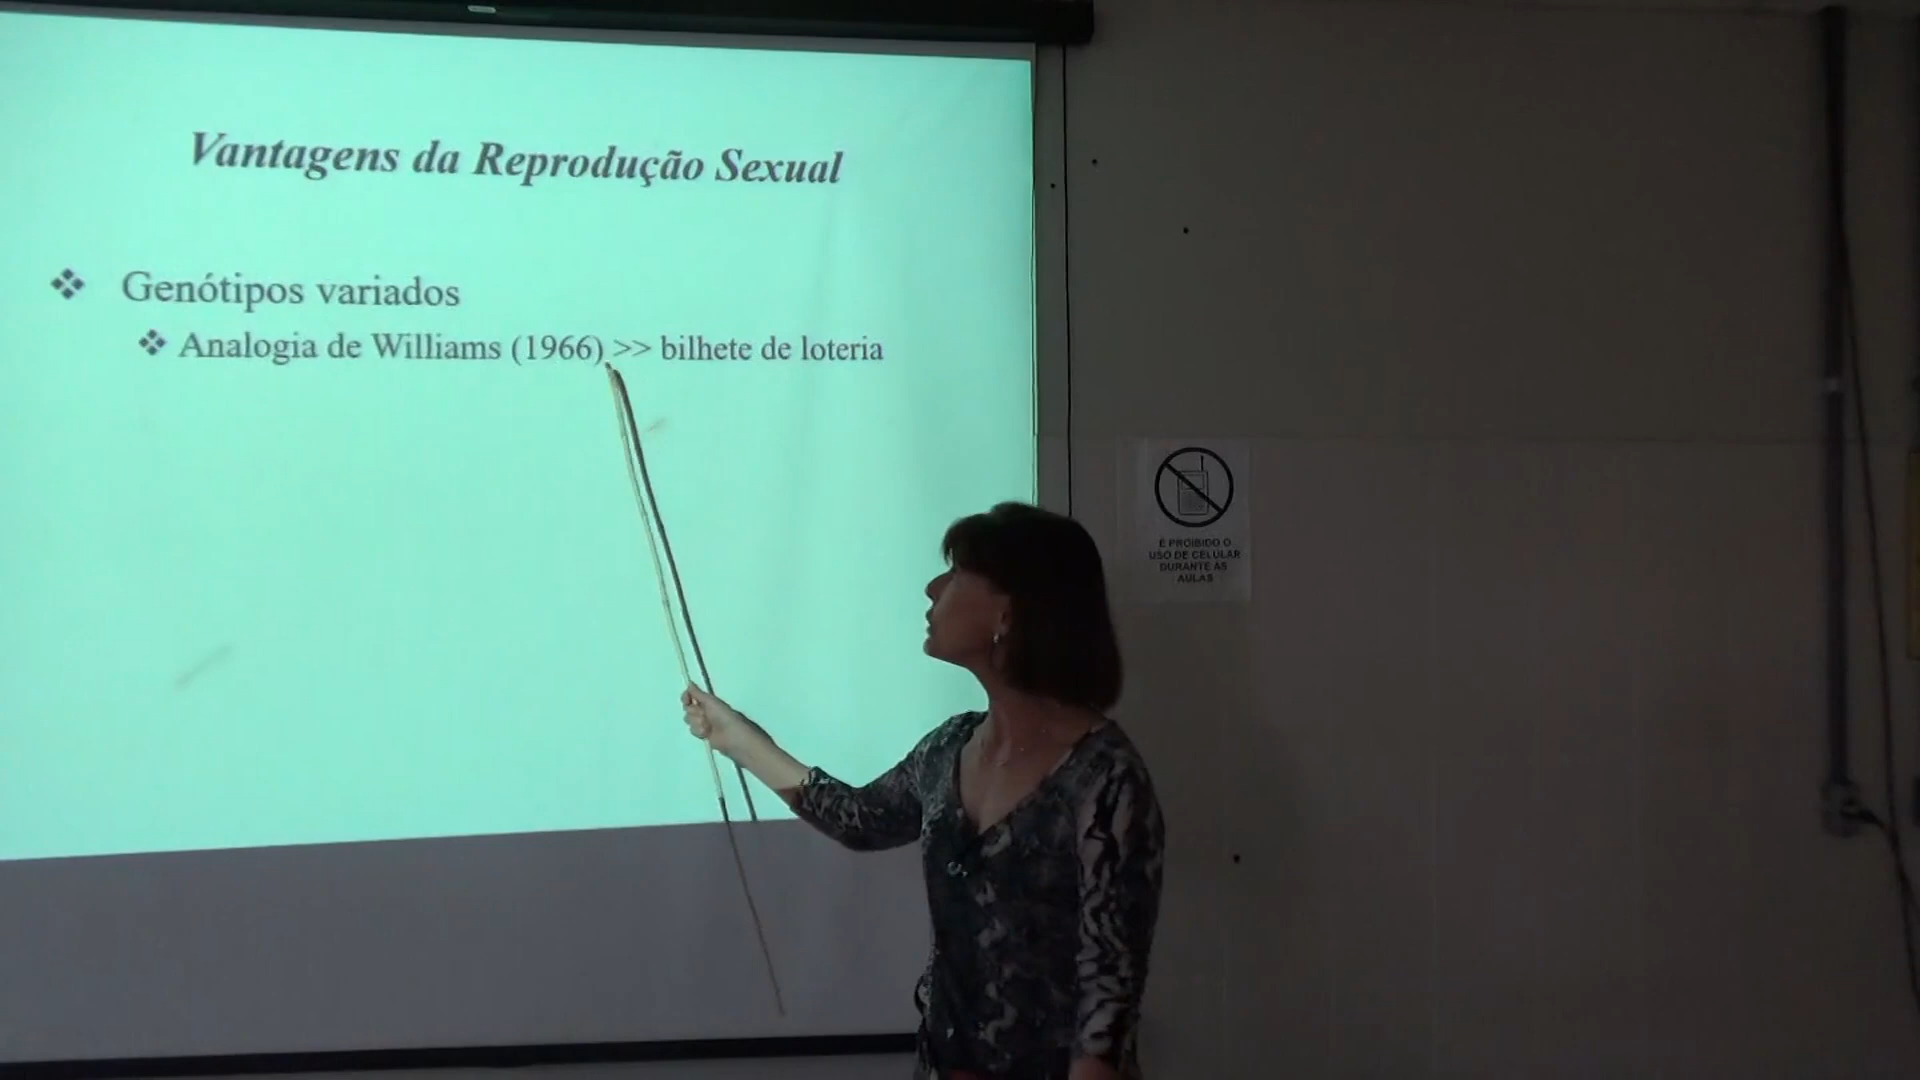 Vantagens da Reprodução Sexual
Genótipos variados
Analogia de Williams (1966) >> bilhete de loteria
É PROIBIDO O
USO DE CELULAR
DURANTE AS
AULAS